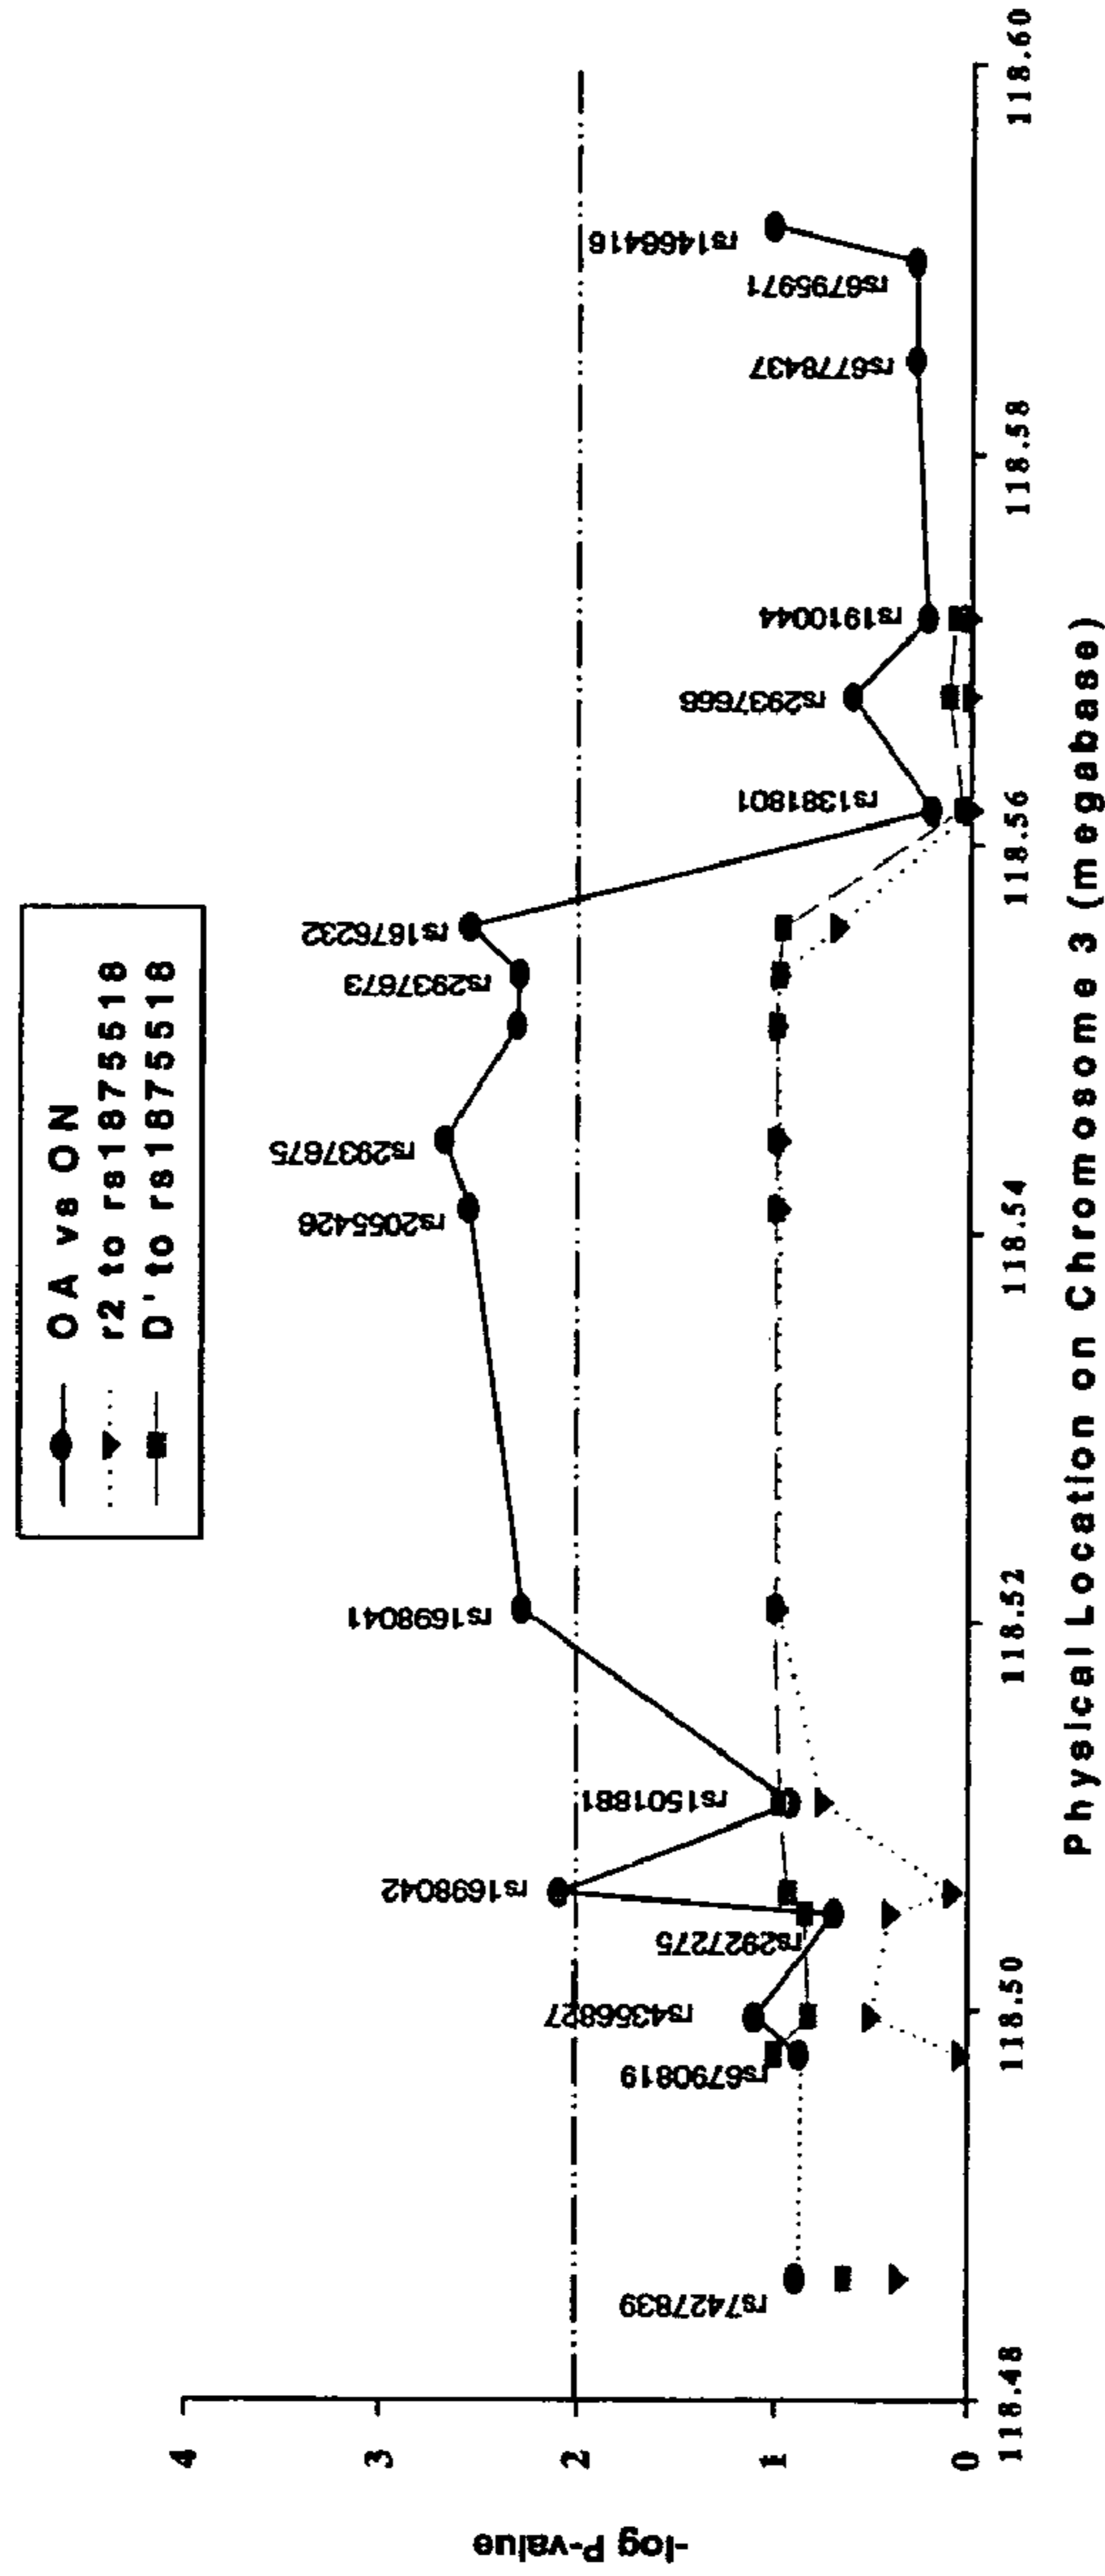 OA vs ON
r2 to rs1875518
D' to rs1875518
-log P-value
4
3
2
1
0
rs7427839
rs6790819
rs4356827
rs2927275
rs1698042
rs1501881
rs1698041
rs2055426
rs2937675
rs2937673
rs1676232
rs1381801
rs2937666
rs1910044
rs6778437
rs6795971
rs1466416
118.48
118.50
118.52
118.54
118.56
118.58
118.60
Physical Location on Chromosome 3 (megabase)